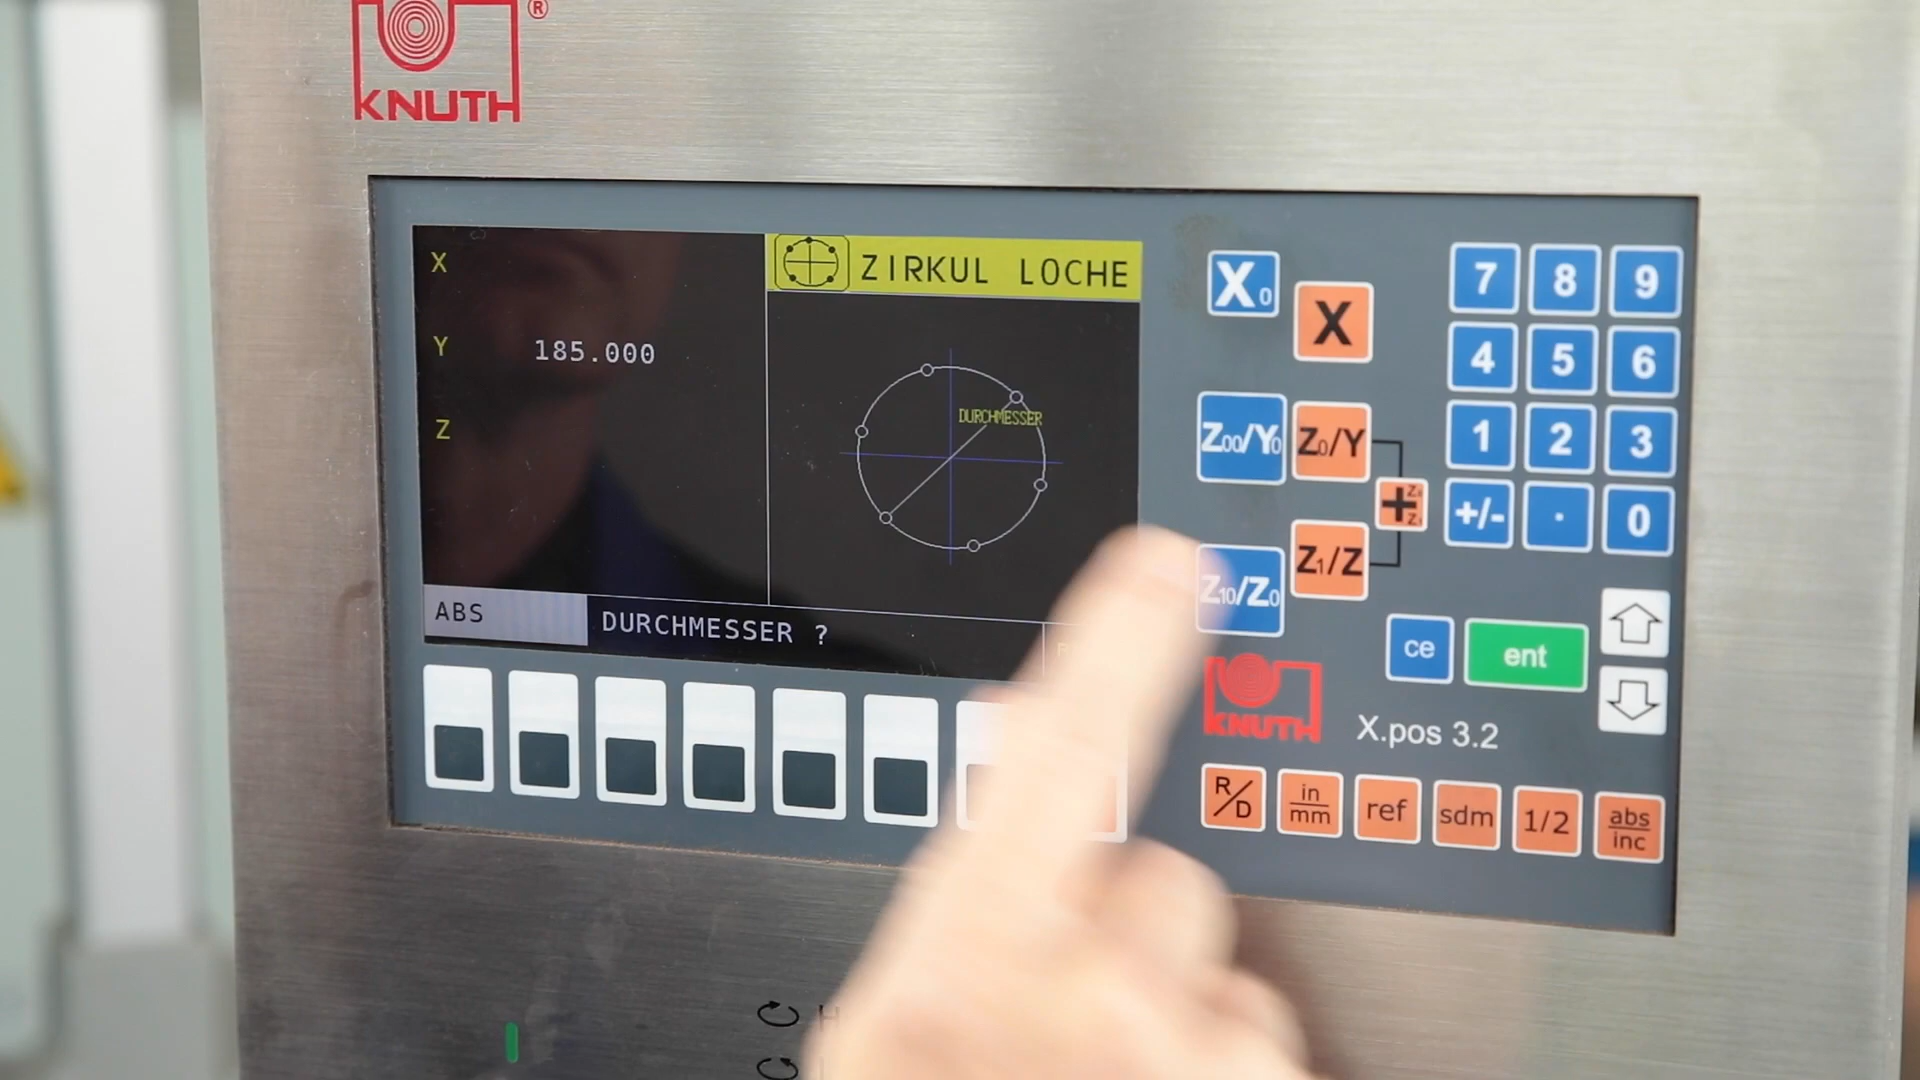 KNUTH ®
X
Y 185.000
Z
ZIRKUL LOCHE
DURCHMESSER
ABS
DURCHMESSER ?
X0
X
Z00/Y0
Z0/Y
Z10/Z0
Z1/Z
+
7 8 9
4 5 6
1 2 3
+/- . 0
ce ent
KNUTH
X.pos 3.2
R/D
in/mm
ref
sdm
1/2
abs/inc